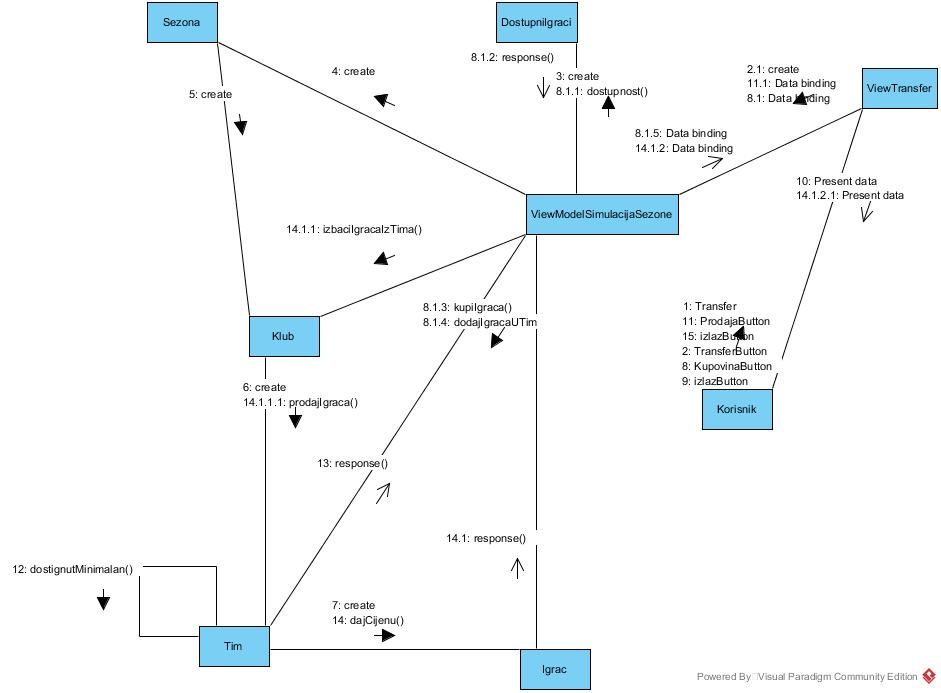 Sezona
DostupniIgraci
8.1.2: response()
3: create
8.1.1: dostupnost()
4: create
5: create
2.1: create
11.1: Data binding
8.1: Data binding
ViewTransfer
8.1.5: Data binding
14.1.2: Data binding
10: Present data
14.1.2.1: Present data
ViewModelSimulacijaSezone
14.1.1: izbaciIgracaIzTima()
8.1.3: kupiIgraca()
8.1.4: dodajIgracaUTim
Klub
1: Transfer
11: ProdajaButton
15: izlazButton
2: TransferButton
8: KupovinaButton
9: izlazButton
Korisnik
6: create
14.1.1.1: prodajIgraca()
13: response()
14.1: response()
12: dostignutMinimalan()
7: create
14: dajCijenu()
Tim
Igrac
Powered By Visual Paradigm Community Edition